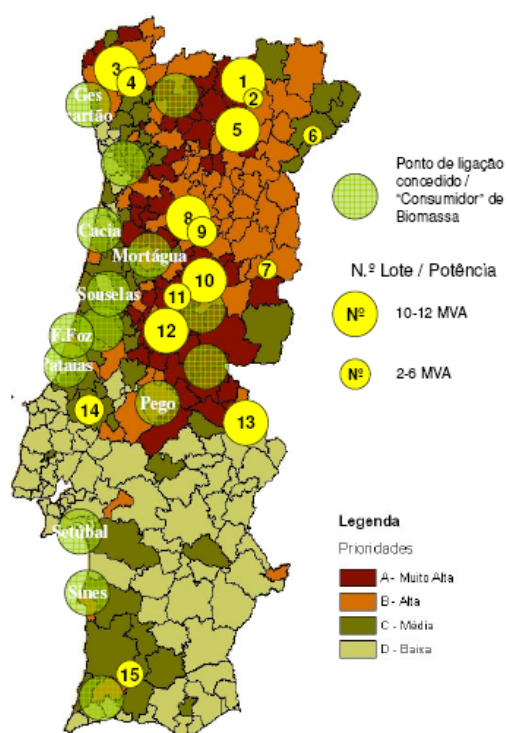 3
4
1
2
5
6
Ges
cartão
8
9
Cacia
Mortágua
7
10
11
Souselas
12
F.Foz
Pataias
14
Pego
13
Setúbal
Sines
15
Ponto de ligação
concedido /
"Consumidor" de
Biomassa
N.º Lote / Potência
Nº 10-12 MVA
Nº 2-6 MVA
Legenda
Prioridades
A - Muito Alta
B - Alta
C - Média
D - Baixa